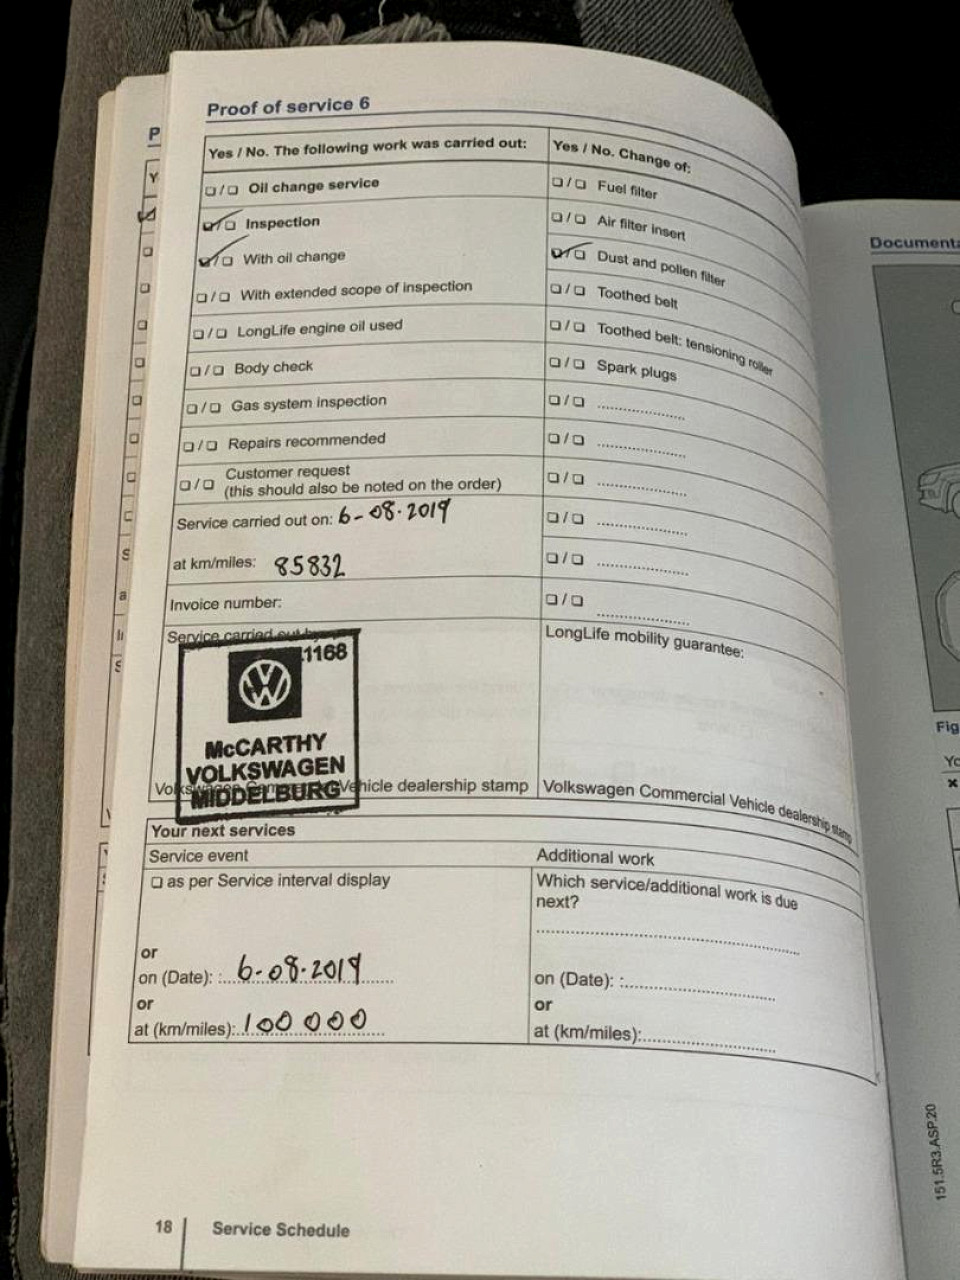 Proof of service 6
Yes / No. The following work was carried out:
❑ / ❑ Oil change service
❑ / ❑ Inspection
❑ / ❑ With oil change
❑ / ❑ With extended scope of inspection
❑ / ❑ LongLife engine oil used
❑ / ❑ Body check
❑ / ❑ Gas system inspection
❑ / ❑ Repairs recommended
❑ / ❑ Customer request
(this should also be noted on the order)
Service carried out on: 6-08.2019
at km/miles: 85832
Invoice number:
Service carried out by
1168
McCARTHY
VOLKSWAGEN
MIDDELBURG
Volkswagen Commercial Vehicle dealership stamp
Yes / No. Change of:
❑ / ❑ Fuel filter
❑ / ❑ Air filter insert
❑ / ❑ Dust and pollen filter
❑ / ❑ Toothed belt
❑ / ❑ Toothed belt: tensioning roller
❑ / ❑ Spark plugs
❑ / ❑ ....................
❑ / ❑ ....................
❑ / ❑ ....................
❑ / ❑ ....................
❑ / ❑ ....................
❑ / ❑ ....................
LongLife mobility guarantee:
Volkswagen Commercial Vehicle dealership stamp
Your next services
Service event
❑ as per Service interval display
or
on (Date): :.. 6-08.2019
or
at (km/miles):..100 000
Additional work
Which service/additional work is due
next?
on (Date): :....................
or
at (km/miles):....................
18 Service Schedule
Fig
151.5R3.ASP.20